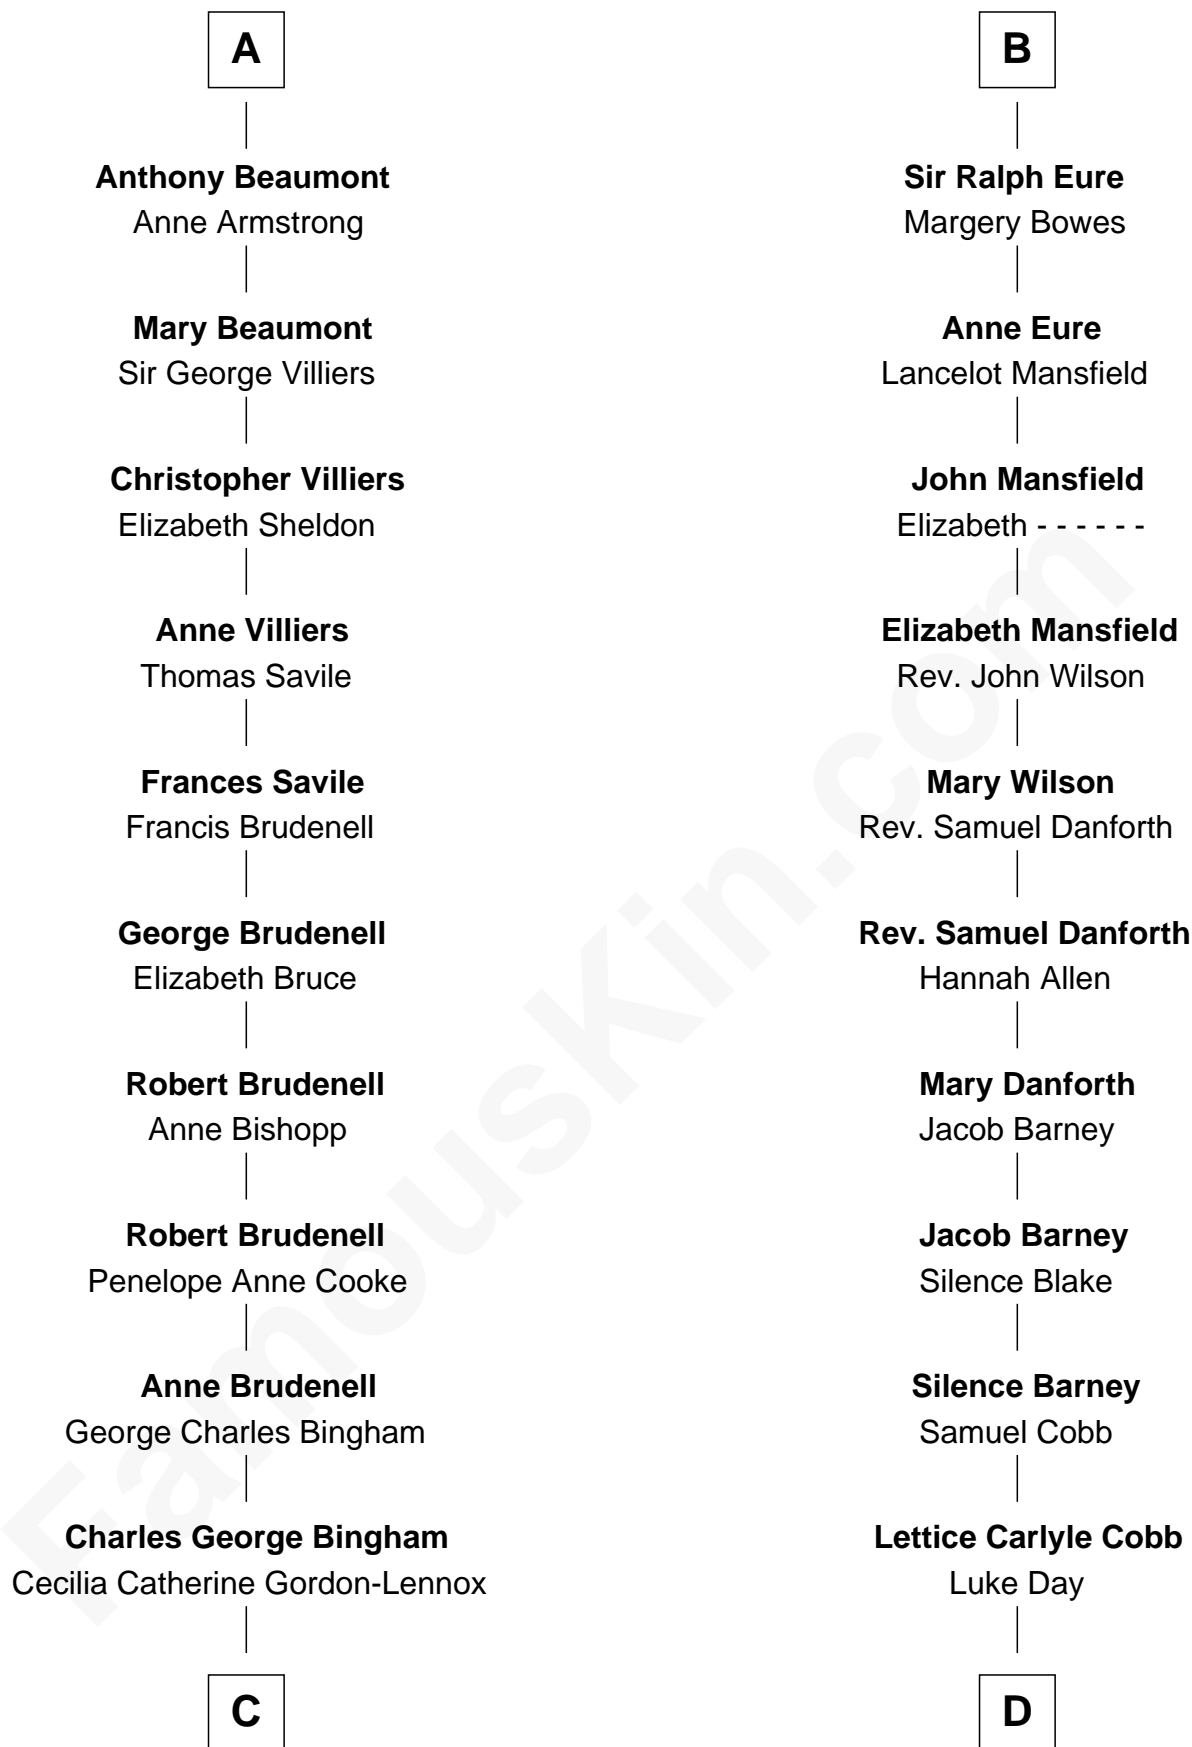 A
Anthony Beaumont
Anne Armstrong
Mary Beaumont
Sir George Villiers
Christopher Villiers
Elizabeth Sheldon
Anne Villiers
Thomas Savile
Frances Savile
Francis Brudenell
George Brudenell
Elizabeth Bruce
Robert Brudenell
Anne Bishopp
Robert Brudenell
Penelope Anne Cooke
Anne Brudenell
George Charles Bingham
Charles George Bingham
Cecilia Catherine Gordon-Lennox
C
B
Sir Ralph Eure
Margery Bowes
Anne Eure
Lancelot Mansfield
John Mansfield
Elizabeth - - - - - -
Elizabeth Mansfield
Rev. John Wilson
Mary Wilson
Rev. Samuel Danforth
Rev. Samuel Danforth
Hannah Allen
Mary Danforth
Jacob Barney
Jacob Barney
Silence Blake
Silence Barney
Samuel Cobb
Lettice Carlyle Cobb
Luke Day
D
FamousKin.com